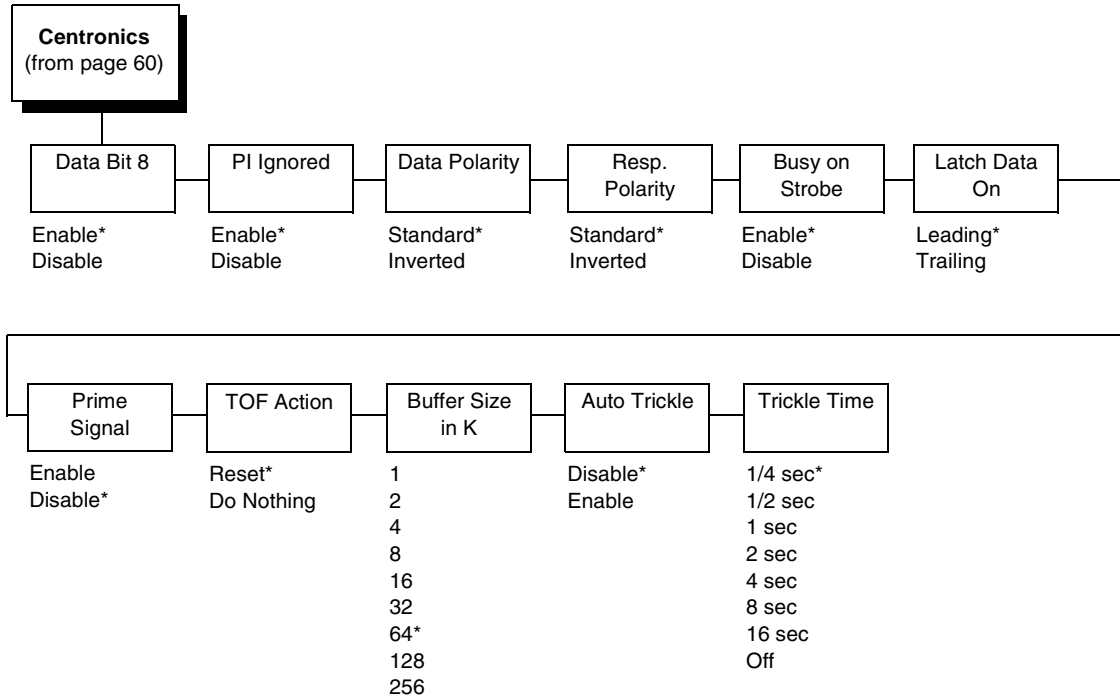 Centronics
(from page 60)
Data Bit 8
Enable*
Disable
PI Ignored
Enable*
Disable
Data Polarity
Standard*
Inverted
Resp.
Polarity
Standard*
Inverted
Busy on
Strobe
Enable*
Disable
Latch Data
On
Leading*
Trailing
Prime
Signal
Enable
Disable*
TOF Action
Reset*
Do Nothing
Buffer Size
in K
1
2
4
8
16
32
64*
128
256
Auto Trickle
Disable*
Enable
Trickle Time
1/4 sec*
1/2 sec
1 sec
2 sec
4 sec
8 sec
16 sec
Off